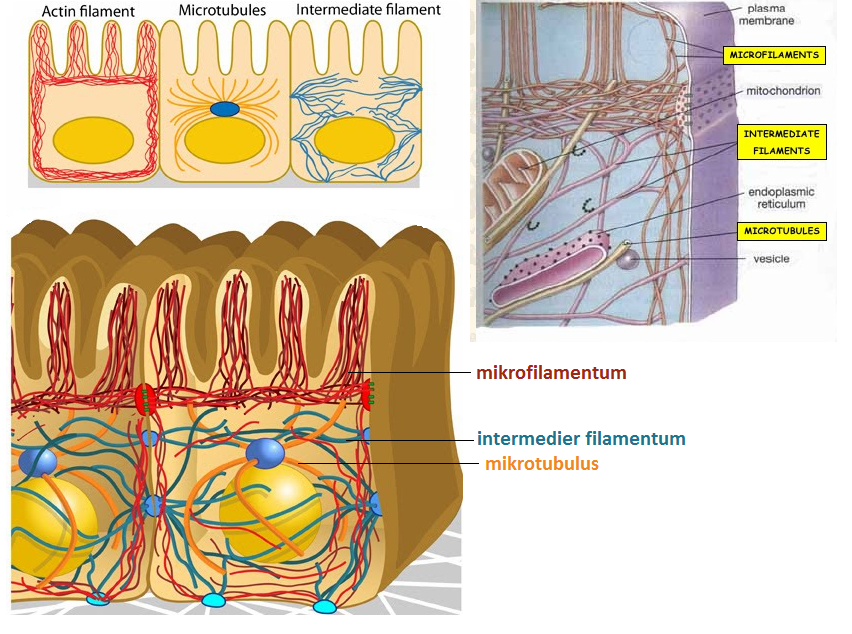 Actin filament
Microtubules
Intermediate filament
plasma
membrane
MICROFILAMENTS
mitochondrion
INTERMEDIATE
FILAMENTS
endoplasmic
reticulum
MICROTUBULES
vesicle
mikrofilamentum
intermedier filamentum
mikrotubulus